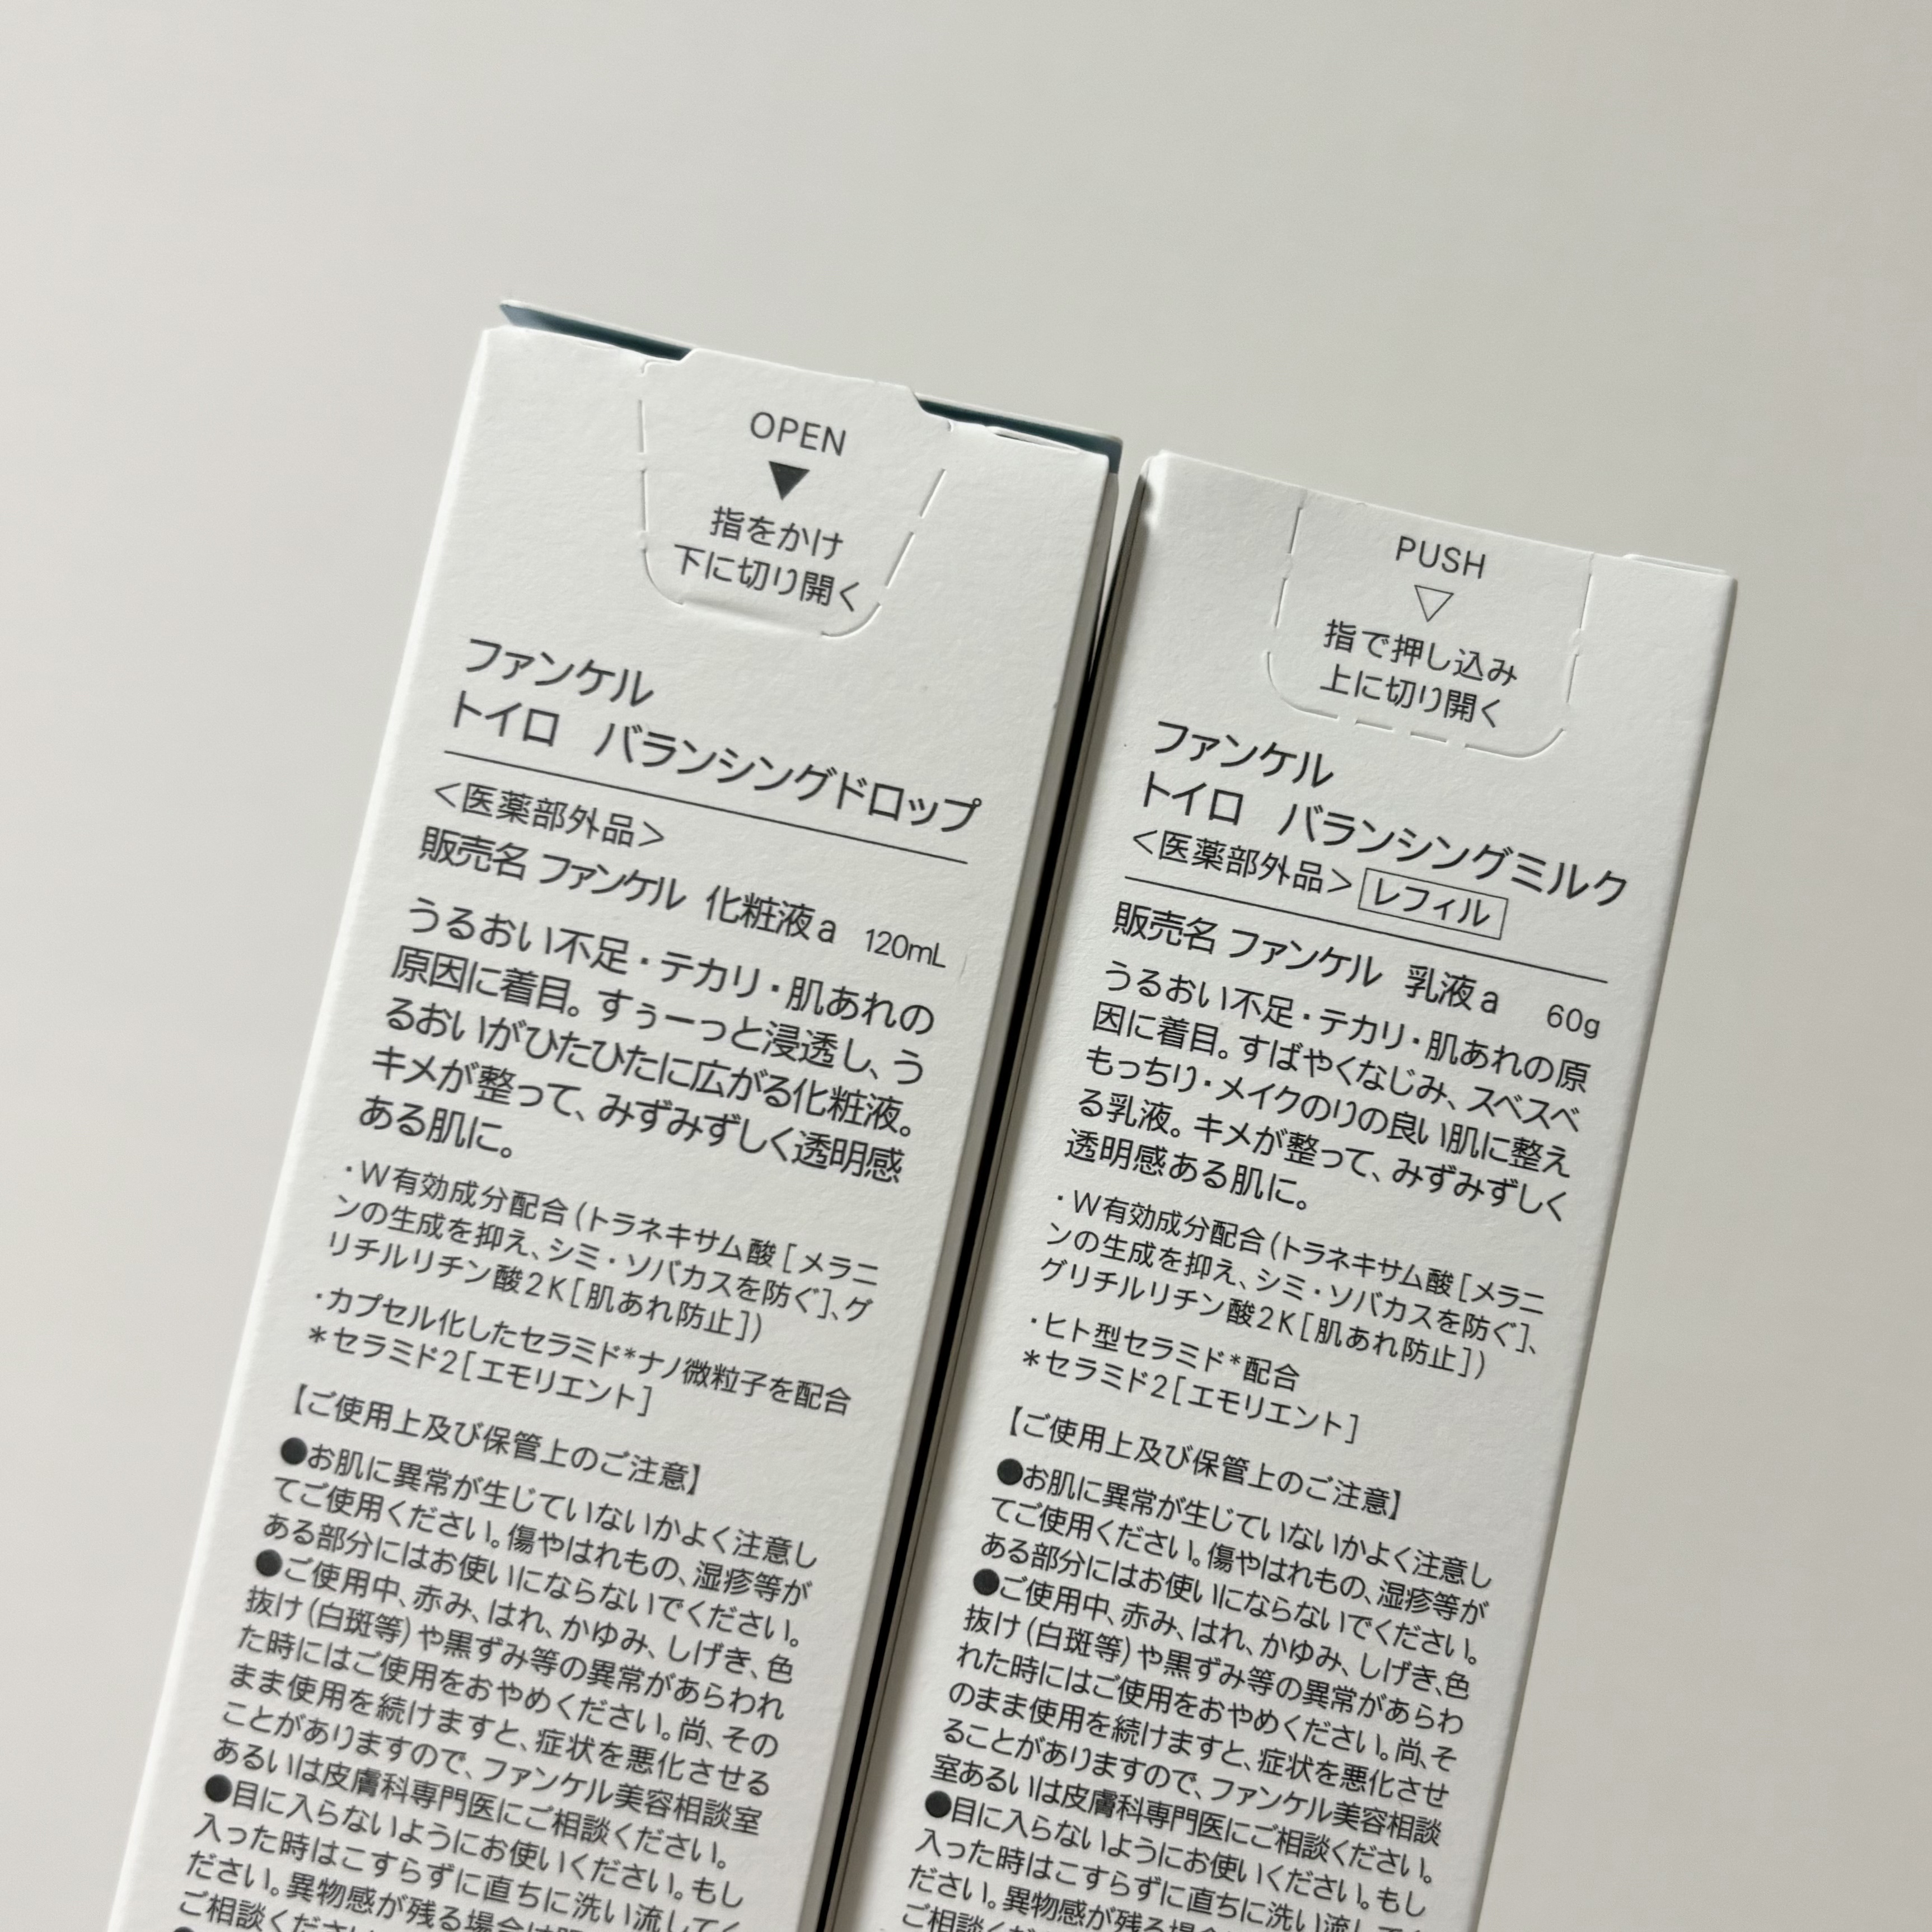 OPEN
▼
指をかけ
下に切り開く
ファンケル
トイロ　バランシングドロップ
<医薬部外品>
販売名 ファンケル 化粧液a 120mL
うるおい不足・テカリ・肌あれの
原因に着目。すぅーっと浸透し、う
るおいがひたひたに広がる化粧液。
キメが整って、みずみずしく透明感
ある肌に。
・W有効成分配合(トラネキサム酸[メラニ
ンの生成を抑え、シミ・ソバカスを防ぐ]、グ
リチルリチン酸2K[肌あれ防止])
・カプセル化したセラミド*ナノ微粒子を配合
*セラミド2[エモリエント]
【ご使用上及び保管上のご注意】
●お肌に異常が生じていないかよく注意し
てご使用ください。傷やはれもの、湿疹等が
ある部分にはお使いにならないでください。
●ご使用中、赤み、はれ、かゆみ、しげき、色
抜け(白斑等)や黒ずみ等の異常があらわれ
た時にはご使用をおやめください。尚、その
まま使用を続けますと、症状を悪化させる
ことがありますので、ファンケル美容相談室
あるいは皮膚科専門医にご相談ください。
●目に入らないようにお使いください。もし
入った時はこすらずに直ちに洗い流してく
ださい。異物感が残る場合は
ご相談くださ
PUSH
▽
指で押し込み
上に切り開く
ファンケル
トイロ　バランシングミルク
<医薬部外品> レフィル
販売名 ファンケル 乳液a 60g
うるおい不足・テカリ・肌あれの原
因に着目。すばやくなじみ、スベスベ
もっちり・メイクのりの良い肌に整え
る乳液。キメが整って、みずみずしく
透明感ある肌に。
・W有効成分配合(トラネキサム酸[メラニ
ンの生成を抑え、シミ・ソバカスを防ぐ]、
グリチルリチン酸2K[肌あれ防止])
・ヒト型セラミド*配合
*セラミド2[エモリエント]
【ご使用上及び保管上のご注意】
●お肌に異常が生じていないかよく注意し
てご使用ください。傷やはれもの、湿疹等が
ある部分にはお使いにならないでください。
●ご使用中、赤み、はれ、かゆみ、しげき、色
抜け(白斑等)や黒ずみ等の異常があらわ
れた時にはご使用をおやめください。尚、そ
のまま使用を続けますと、症状を悪化させ
ることがありますので、ファンケル美容相談
室あるいは皮膚科専門医にご相談ください。
●目に入らないようにお使いください。もし
入った時はこすらずに直ちに洗い流してく
ださい。異物感が残る場合
ご相談くだ